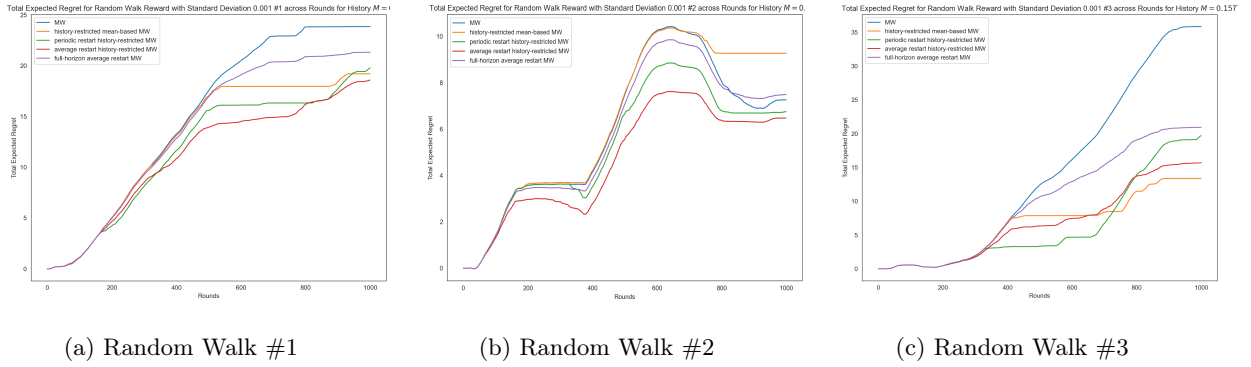 Total Expected Regret for Random Walk Reward with Standard Deviation 0.001 #1 across Rounds for History M =
MW
history-restricted mean-based MW
periodic restart history-restricted MW
average restart history-restricted MW
full-horizon average restart MW
Total Expected Regret
25
20
15
10
5
0
0 200 400 600 800 1000
Rounds
(a) Random Walk #1
Total Expected Regret for Random Walk Reward with Standard Deviation 0.001 #2 across Rounds for History M = 0.
MW
history-restricted mean-based MW
periodic restart history-restricted MW
average restart history-restricted MW
full-horizon average restart MW
Total Expected Regret
10
8
6
4
2
0
0 200 400 600 800 1000
Rounds
(b) Random Walk #2
Total Expected Regret for Random Walk Reward with Standard Deviation 0.001 #3 across Rounds for History M = 0.15T
MW
history-restricted mean-based MW
periodic restart history-restricted MW
average restart history-restricted MW
full-horizon average restart MW
Total Expected Regret
35
30
25
20
15
10
5
0
0 200 400 600 800 1000
Rounds
(c) Random Walk #3